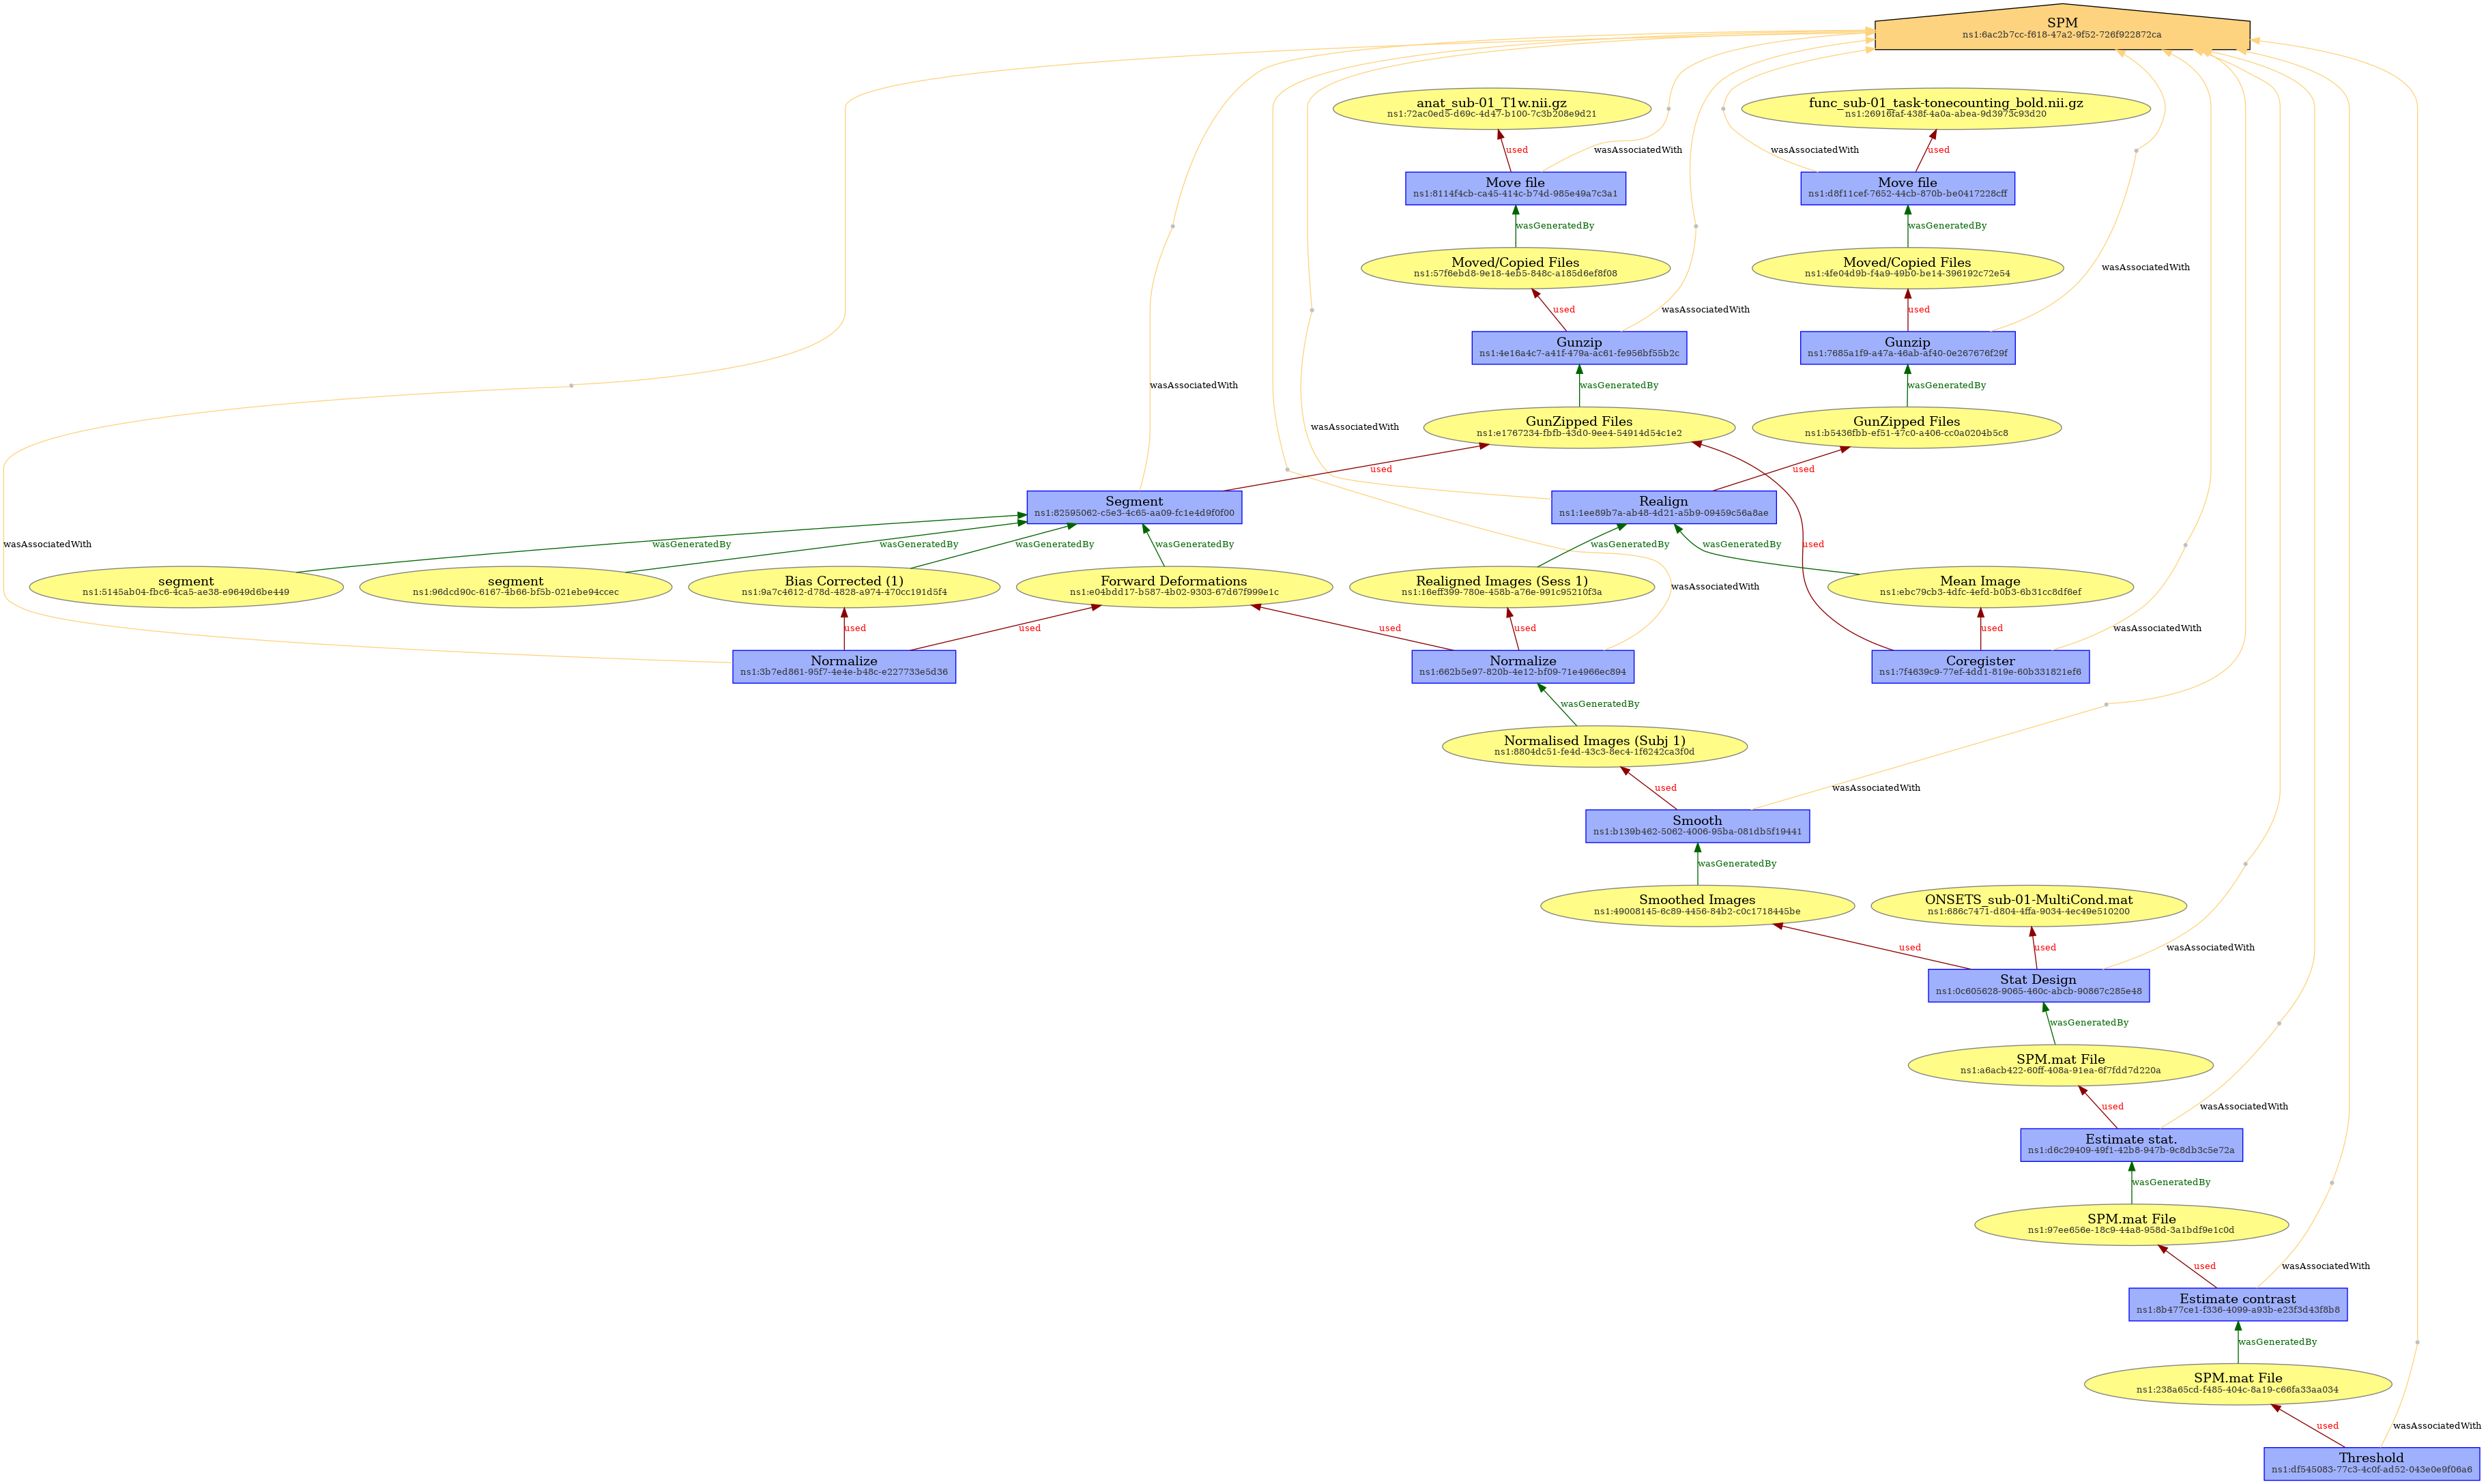 SPM
ns1:6ac2b7cc-f618-47a2-9f52-726f922872ca
anat_sub-01_T1w.nii.gz
ns1:72ac0ed5-d69c-4d47-b100-7c3b208e9d21
func_sub-01_task-tonecounting_bold.nii.gz
ns1:26916faf-438f-4a0a-abea-9d3973c93d20
used
wasAssociatedWith
wasAssociatedWith
used
Move file
ns1:8114f4cb-ca45-414c-b74d-985e49a7c3a1
Move file
ns1:d8f11cef-7652-44cb-870b-be0417228cff
wasGeneratedBy
wasGeneratedBy
Moved/Copied Files
ns1:57f6ebd8-9e18-4eb5-848c-a185d6ef8f08
Moved/Copied Files
ns1:4fe04d9b-f4a9-49b0-be14-396192c72e54
wasAssociatedWith
used
wasAssociatedWith
used
Gunzip
ns1:4e16a4c7-a41f-479a-ac61-fe956bf55b2c
Gunzip
ns1:7685a1f9-a47a-46ab-af40-0e267676f29f
wasAssociatedWith
wasGeneratedBy
wasGeneratedBy
GunZipped Files
ns1:e1767234-fbfb-43d0-9ee4-54914d54c1e2
GunZipped Files
ns1:b5436fbb-ef51-47c0-a406-cc0a0204b5c8
wasAssociatedWith
used
used
Segment
ns1:82595062-c5e3-4c65-aa09-fc1e4d9f0f00
Realign
ns1:1ee89b7a-ab48-4d21-a5b9-09459c56a8ae
wasAssociatedWith
wasGeneratedBy
wasGeneratedBy
wasGeneratedBy
wasGeneratedBy
wasGeneratedBy
wasGeneratedBy
used
segment
ns1:5145ab04-fbc6-4ca5-ae38-e9649d6be449
segment
ns1:96dcd90c-6167-4b66-bf5b-021ebe94ccec
Bias Corrected (1)
ns1:9a7c4612-d78d-4828-a974-470cc191d5f4
Forward Deformations
ns1:e04bdd17-b587-4b02-9303-67d67f999e1c
Realigned Images (Sess 1)
ns1:16eff399-780e-458b-a76e-991c95210f3a
Mean Image
ns1:ebc79cb3-4dfc-4efd-b0b3-6b31cc8df6ef
wasAssociatedWith
used
used
used
used
used
wasAssociatedWith
Normalize
ns1:3b7ed861-95f7-4e4e-b48c-e227733e5d36
Normalize
ns1:662b5e97-820b-4e12-bf09-71e4966ec894
Coregister
ns1:7f4639c9-77ef-4dd1-819e-60b331821ef6
wasGeneratedBy
Normalised Images (Subj 1)
ns1:8804dc51-fe4d-43c3-8ec4-1f6242ca3f0d
used
wasAssociatedWith
Smooth
ns1:b139b462-5062-4006-95ba-081db5f19441
wasGeneratedBy
Smoothed Images
ns1:49008145-6c89-4456-84b2-c0c1718445be
ONSETS_sub-01-MultiCond.mat
ns1:686c7471-d804-4ffa-9034-4ec49e510200
used
used
wasAssociatedWith
Stat Design
ns1:0c605628-9065-460c-abcb-90867c285e48
wasGeneratedBy
SPM.mat File
ns1:a6acb422-60ff-408a-91ea-6f7fdd7d220a
used
wasAssociatedWith
Estimate stat.
ns1:d6c29409-49f1-42b8-947b-9c8db3c5e72a
wasGeneratedBy
SPM.mat File
ns1:97ee656e-18c9-44a8-958d-3a1bdf9e1c0d
used
wasAssociatedWith
Estimate contrast
ns1:8b477ce1-f336-4099-a93b-e23f3d43f8b8
wasGeneratedBy
SPM.mat File
ns1:238a65cd-f485-404c-8a19-c66fa33aa034
used
wasAssociatedWith
Threshold
ns1:df545083-77c3-4c0f-ad52-043e0e9f06a6